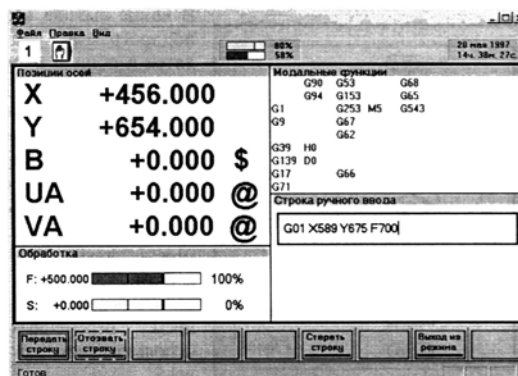 Файл Правка Вид
1
80%
58%
20 мая 1997
14ч. 38м. 27с.
Позиции осей
X +456.000
Y +654.000
B +0.000 $
UA +0.000 @
VA +0.000 @
Модальные функции
G90 G53 G68
G94 G153 G65
G1 G253 M5 G543
G9 G67
G62
G39 H0
G139 D0
G17 G66
G71
Строка ручного ввода
G01 X589 Y675 F700
Обработка
F: +500.000 100%
S: +0.000 0%
Передать строку
Отозвать строку
Стереть строку
Выход из режима
Готов